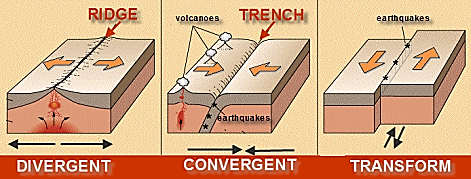 RIDGE
DIVERGENT
volcanoes
TRENCH
earthquakes
CONVERGENT
earthquakes
TRANSFORM